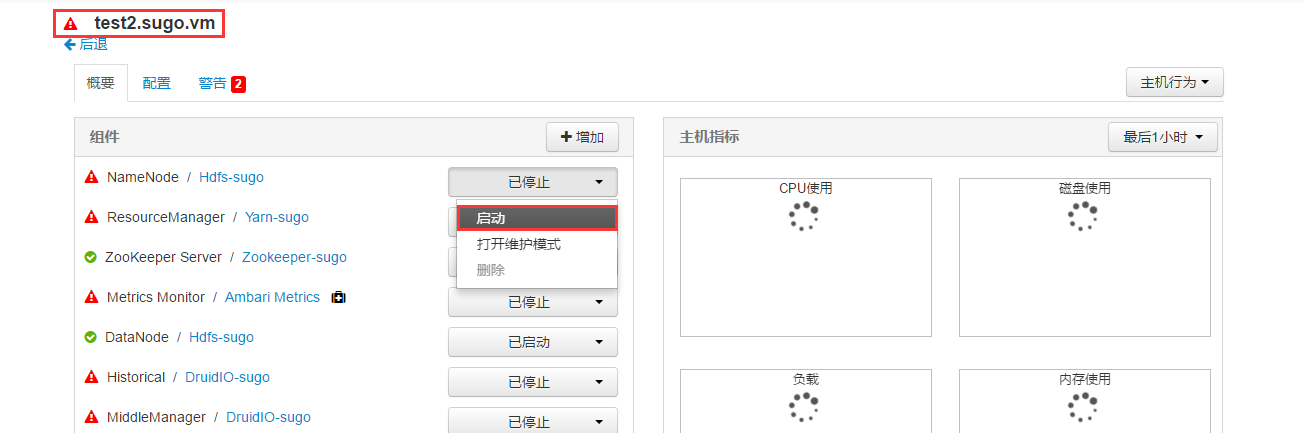 test2.sugo.vm
后退
概要 配置 警告 2 主机行为
组件 增加
NameNode / Hdfs-sugo 已停止
启动
打开维护模式
删除
ResourceManager / Yarn-sugo
ZooKeeper Server / Zookeeper-sugo
Metrics Monitor / Ambari Metrics 已停止
DataNode / Hdfs-sugo 已启动
Historical / DruidIO-sugo 已停止
MiddleManager / DruidIO-sugo 已停止
主机指标 最后1小时
CPU使用 磁盘使用
负载 内存使用